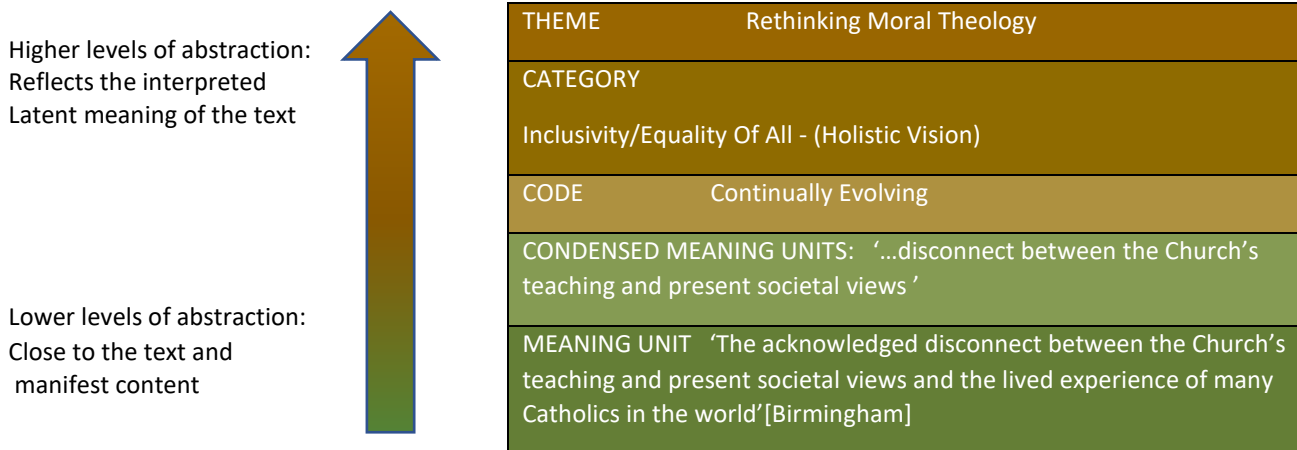 Higher levels of abstraction:
Reflects the interpreted
Latent meaning of the text
Lower levels of abstraction:
Close to the text and
manifest content
THEME Rethinking Moral Theology
CATEGORY
Inclusivity/Equality Of All - (Holistic Vision)
CODE Continually Evolving
CONDENSED MEANING UNITS: ‘…disconnect between the Church’s
teaching and present societal views ’
MEANING UNIT ‘The acknowledged disconnect between the Church’s
teaching and present societal views and the lived experience of many
Catholics in the world’[Birmingham]